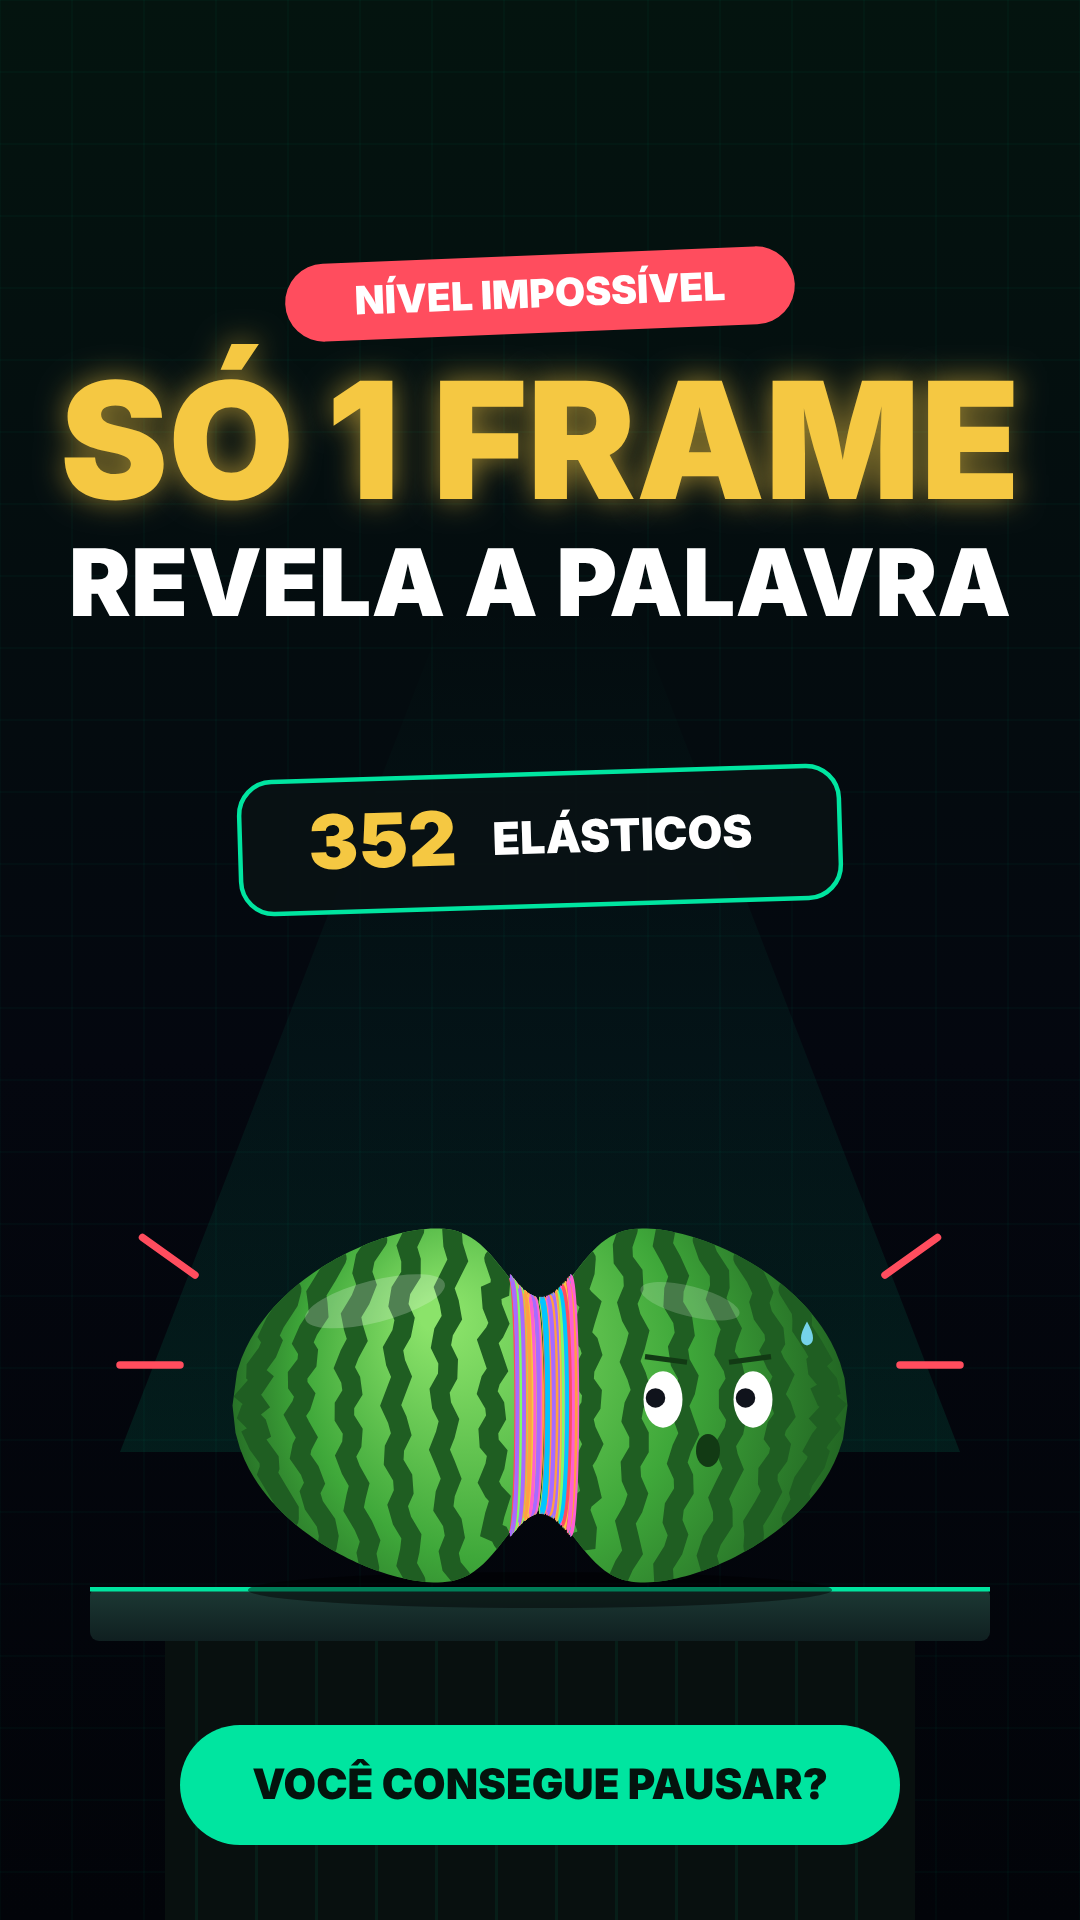 NÍVEL IMPOSSÍVEL
SÓ 1 FRAME
REVELA A PALAVRA
352 ELÁSTICOS
VOCÊ CONSEGUE PAUSAR?